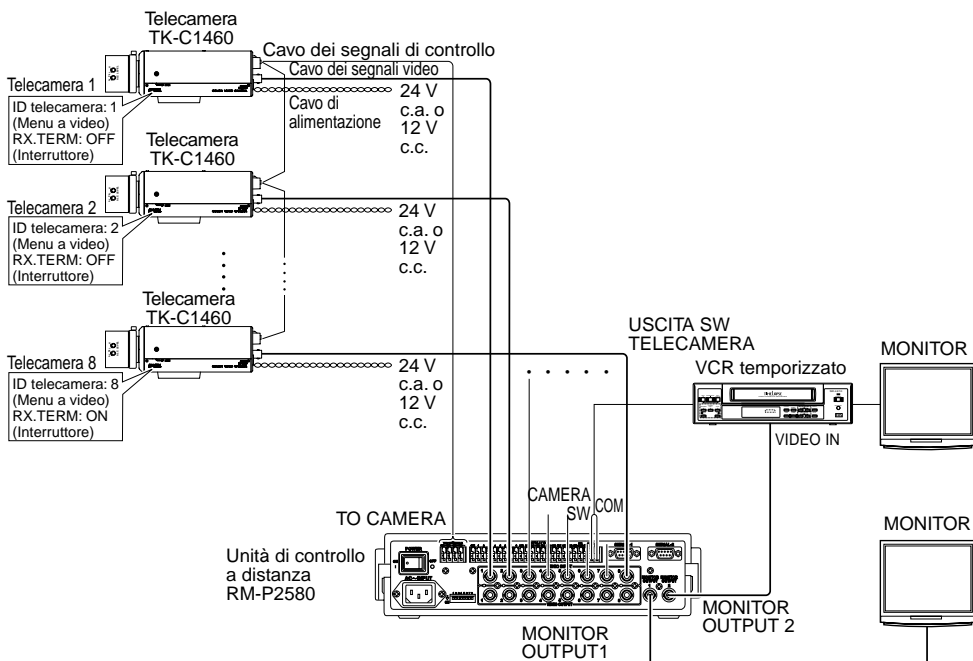 Telecamera
TK-C1460
Cavo dei segnali di controllo
Cavo dei segnali video
Telecamera 1
ID telecamera: 1
(Menu a video)
RX.TERM: OFF
(Interruttore)
Cavo di
alimentazione
24 V
c.a. o
12 V
c.c.
Telecamera
TK-C1460
Telecamera 2
ID telecamera: 2
(Menu a video)
RX.TERM: OFF
(Interruttore)
24 V
c.a. o
12 V
c.c.
Telecamera
TK-C1460
Telecamera 8
ID telecamera: 8
(Menu a video)
RX.TERM: ON
(Interruttore)
24 V
c.a. o
12 V
c.c.
USCITA SW
TELECAMERA
VCR temporizzato
MONITOR
VIDEO IN
CAMERA
SW
COM
TO CAMERA
MONITOR
Unità di controllo
a distanza
RM-P2580
POWER
MONITOR
OUTPUT 2
MONITOR
OUTPUT1